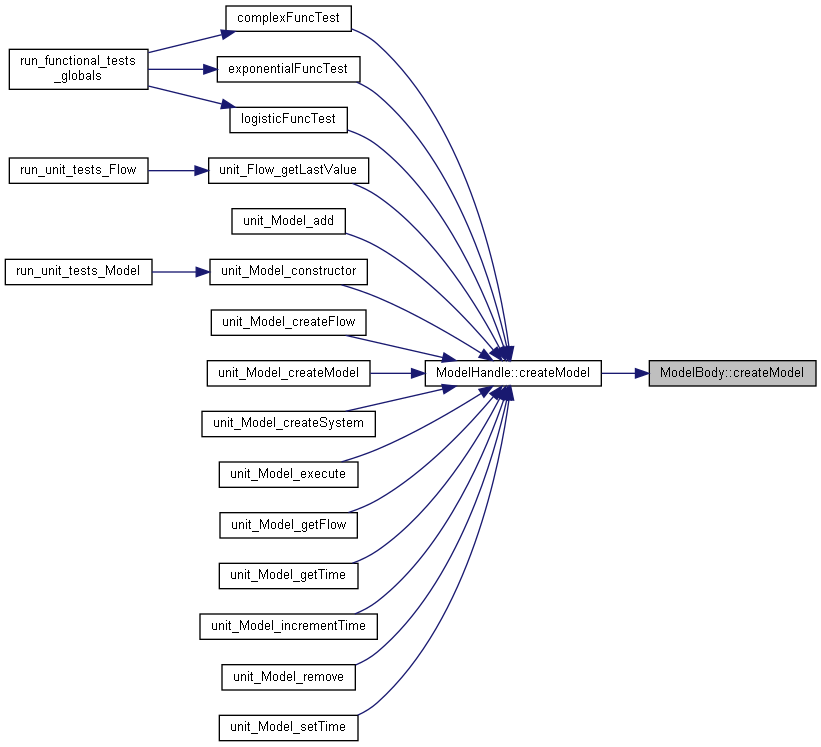 complexFuncTest
run_functional_tests
_globals
exponentialFuncTest
logisticFuncTest
run_unit_tests_Flow
unit_Flow_getLastValue
unit_Model_add
run_unit_tests_Model
unit_Model_constructor
unit_Model_createFlow
unit_Model_createModel
ModelHandle::createModel
ModelBody::createModel
unit_Model_createSystem
unit_Model_execute
unit_Model_getFlow
unit_Model_getTime
unit_Model_incrementTime
unit_Model_remove
unit_Model_setTime